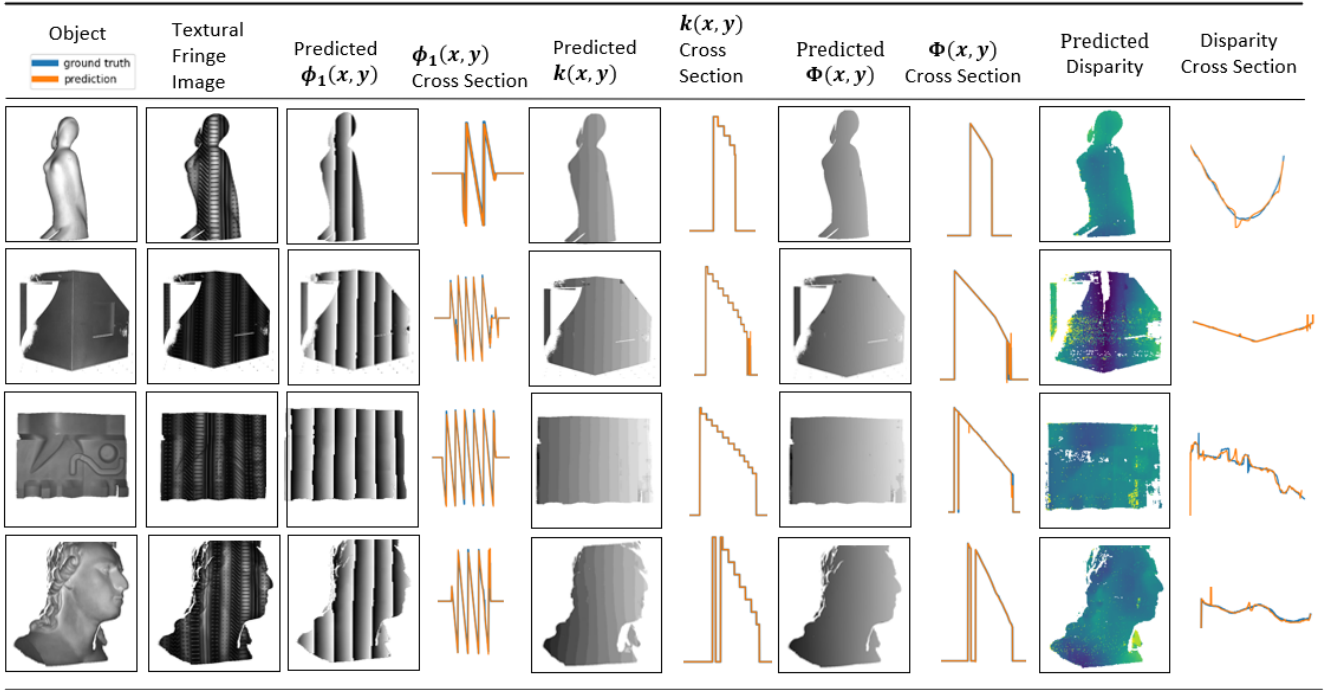 Object
ground truth
prediction
Textural
Fringe
Image
Predicted
ϕ₁(x, y)
ϕ₁(x, y)
Cross Section
Predicted
k(x, y)
k(x, y)
Cross
Section
Predicted
Φ(x, y)
Φ(x, y)
Cross Section
Predicted
Disparity
Disparity
Cross Section